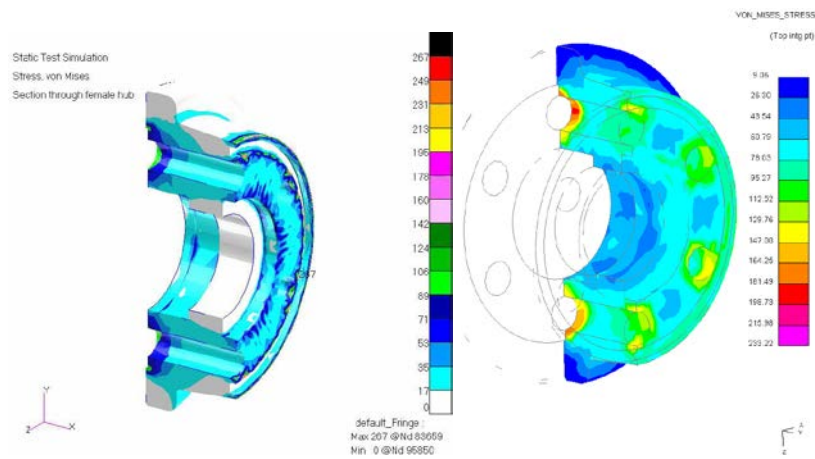 Static Test Simulation
Stress, von Mises
Section through female hub
267
249
231
213
195
178
160
142
124
106
89
71
53
35
17
0
247
default_Fringe :
Max 267 @Nd 83659
Min 0 @Nd 95850
Y
Z
X
VON_MISES_STRESS
(Top intg pt)
9.06
26.30
43.54
60.79
78.03
95.27
112.52
129.76
147.00
164.25
181.49
198.73
215.98
233.22